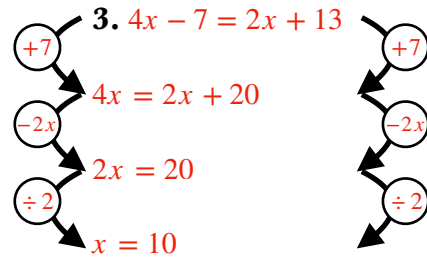 3. 4x − 7 = 2x + 13
+7 +7
4x = 2x + 20
−2x −2x
2x = 20
÷ 2 ÷ 2
x = 10